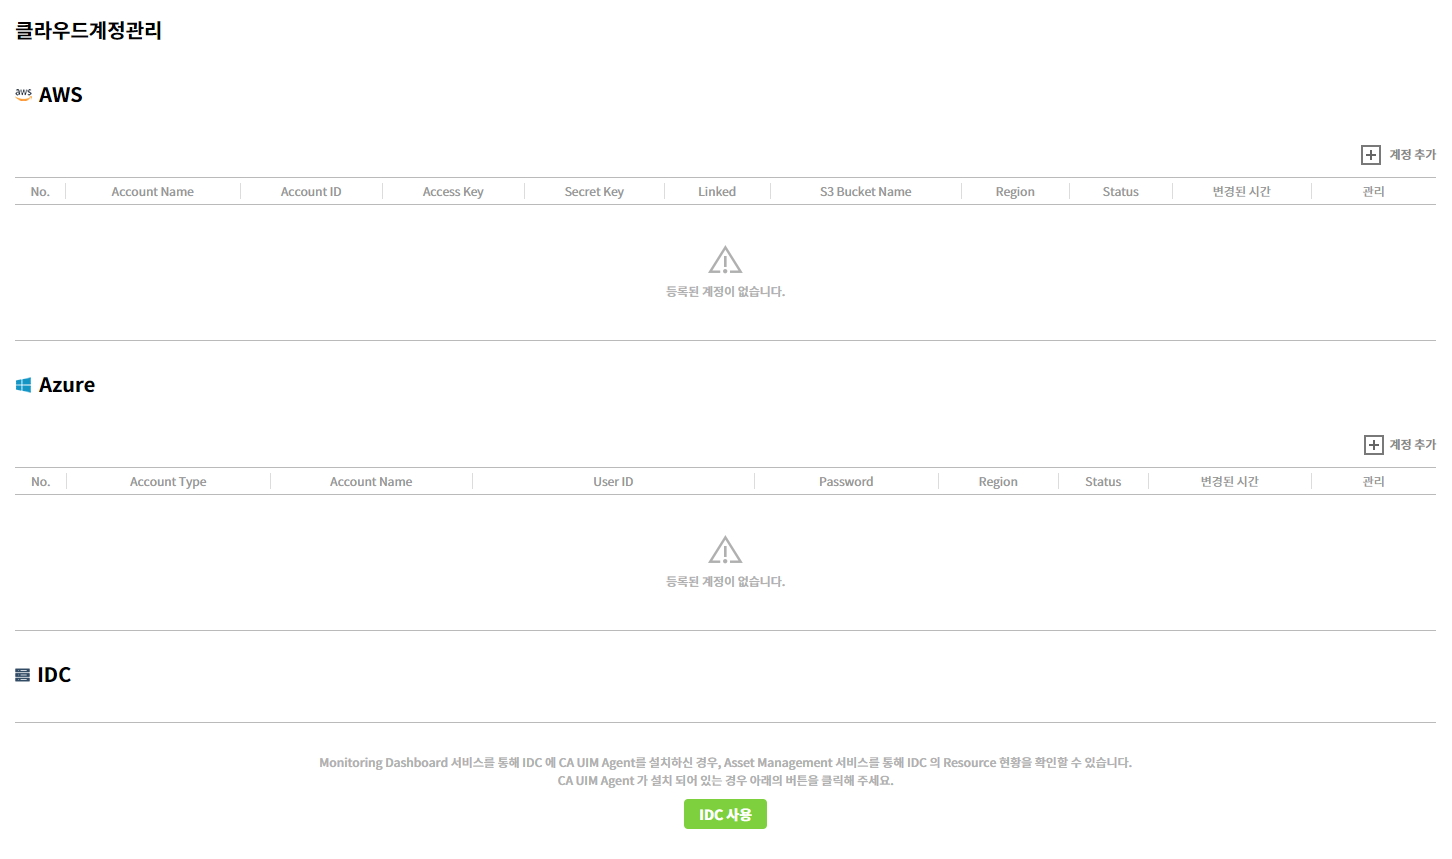 클라우드계정관리
aws AWS
계정 추가
No. Account Name Account ID Access Key Secret Key Linked S3 Bucket Name Region Status 변경된 시간 관리
등록된 계정이 없습니다.
Azure
계정 추가
No. Account Type Account Name User ID Password Region Status 변경된 시간 관리
등록된 계정이 없습니다.
IDC
Monitoring Dashboard 서비스를 통해 IDC 에 CA UIM Agent를 설치하신 경우, Asset Management 서비스를 통해 IDC 의 Resource 현황을 확인할 수 있습니다.
CA UIM Agent 가 설치 되어 있는 경우 아래의 버튼을 클릭해 주세요.
IDC 사용